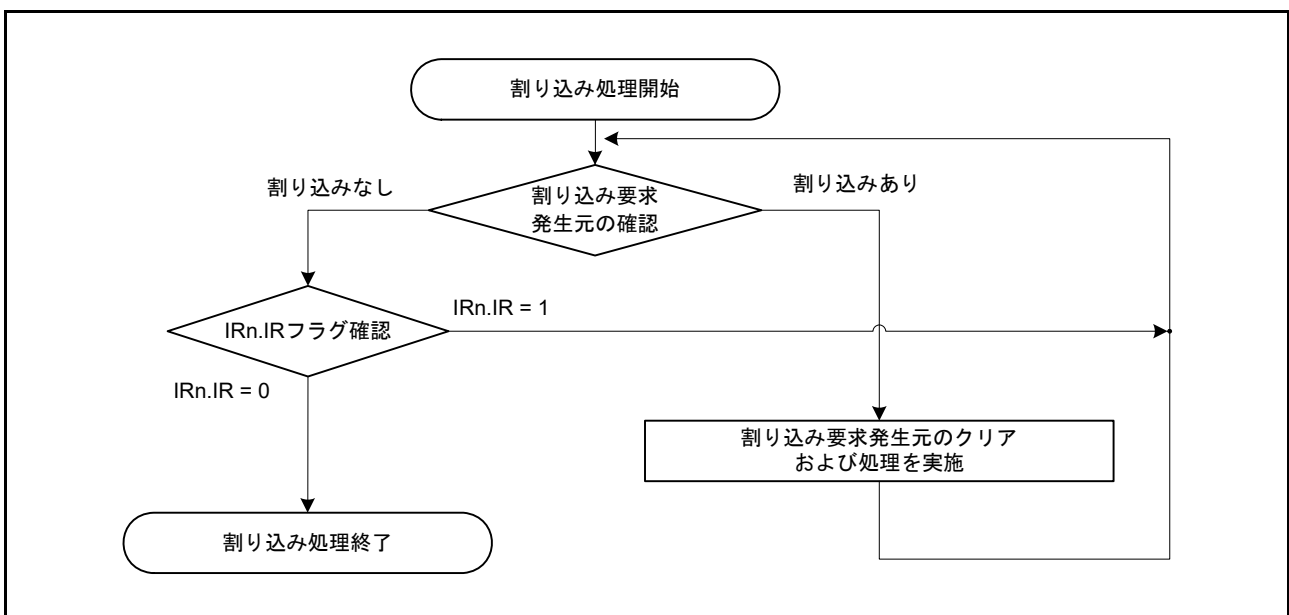 割り込み処理開始
割り込みなし
割り込み要求
発生元の確認
割り込みあり
IRn.IRフラグ確認
IRn.IR = 1
IRn.IR = 0
割り込み要求発生元のクリア
および処理を実施
割り込み処理終了